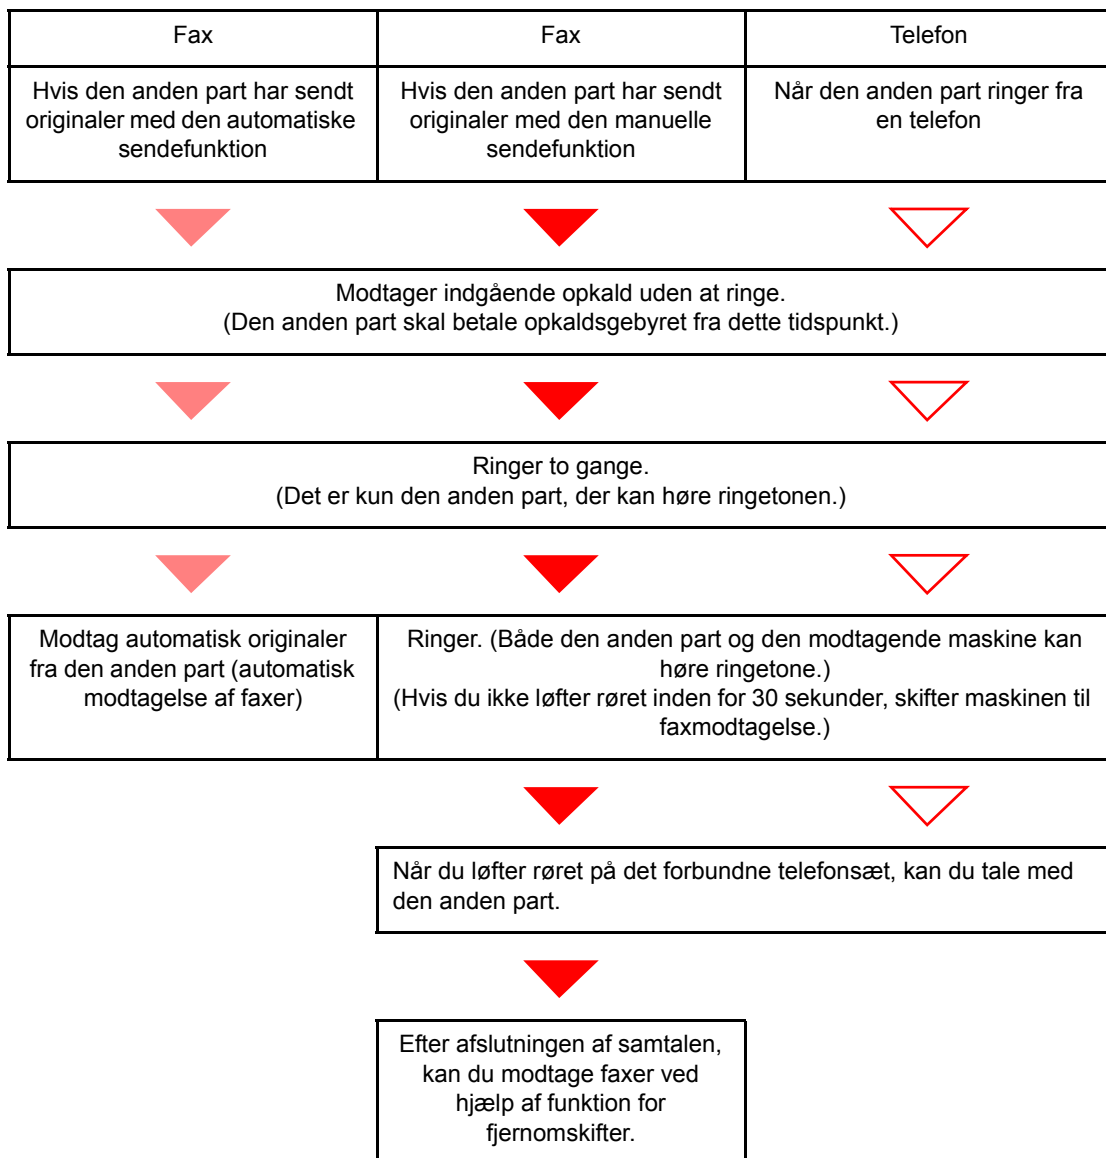 Fax
Fax
Telefon
Hvis den anden part har sendt
originaler med den automatiske
sendefunktion
Hvis den anden part har sendt
originaler med den manuelle
sendefunktion
Når den anden part ringer fra
en telefon
Modtager indgående opkald uden at ringe.
(Den anden part skal betale opkaldsgebyret fra dette tidspunkt.)
Ringer to gange.
(Det er kun den anden part, der kan høre ringetonen.)
Modtag automatisk originaler
fra den anden part (automatisk
modtagelse af faxer)
Ringer. (Både den anden part og den modtagende maskine kan
høre ringetone.)
(Hvis du ikke løfter røret inden for 30 sekunder, skifter maskinen til
faxmodtagelse.)
Når du løfter røret på det forbundne telefonsæt, kan du tale med
den anden part.
Efter afslutningen af samtalen,
kan du modtage faxer ved
hjælp af funktion for
fjernomskifter.